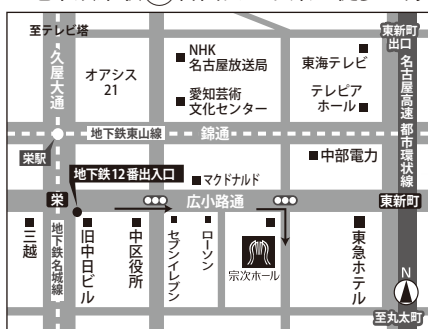 至テレビ塔
東新町
出口
久屋大通
オアシス
21
NHK
名古屋放送局
愛知芸術
文化センター
東海テレビ
テレピア
ホール
名古屋高速 都市環状線
地下鉄東山線
錦通
栄駅
地下鉄12番出入口
マクドナルド
中部電力
栄
広小路通
東新町
三越
地下鉄名城線
旧中日ビル
中区役所
セブンイレブン
ローソン
宗次ホール
東急ホテル
N
至丸太町